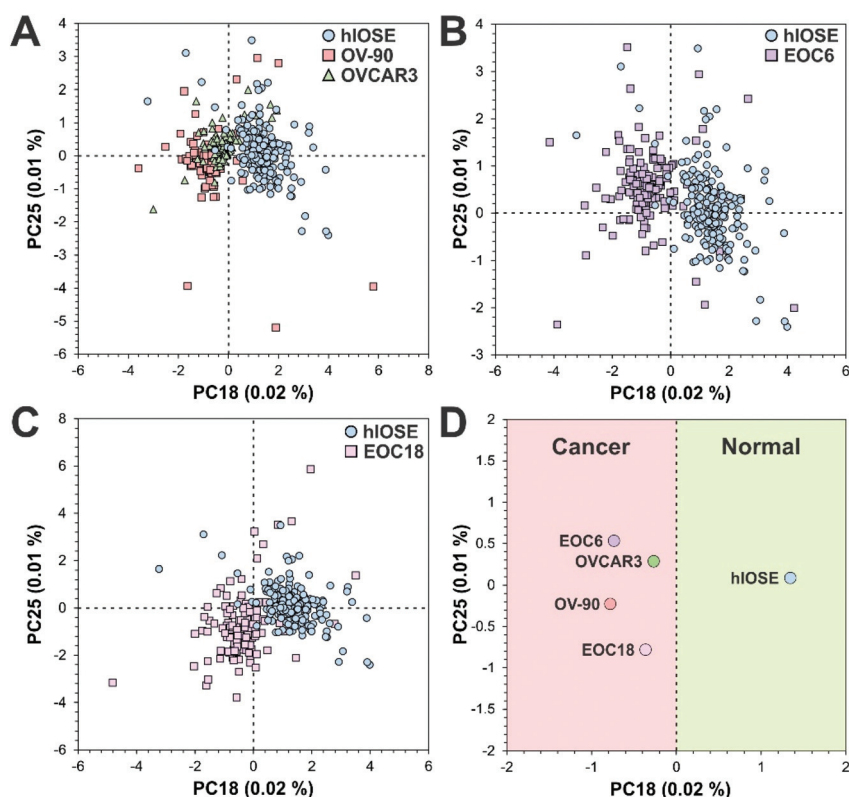 A
hIOSE
OV-90
OVCAR3
4
3
2
1
0
-1
-2
-3
-4
-5
-6
PC25 (0.01 %)
-6 -4 -2 0 2 4 6 8
PC18 (0.02 %)
B
hIOSE
EOC6
4
3
2
1
0
-1
-2
-3
PC25 (0.01 %)
-6 -4 -2 0 2 4 6
PC18 (0.02 %)
C
hIOSE
EOC18
8
6
4
2
0
-2
-4
-6
PC25 (0.01 %)
-6 -4 -2 0 2 4 6
PC18 (0.02 %)
D
Cancer Normal
2
1.5
1
0.5
0
-0.5
-1
-1.5
-2
PC25 (0.01 %)
EOC6
OVCAR3
hIOSE
OV-90
EOC18
-2 -1 0 1 2
PC18 (0.02 %)